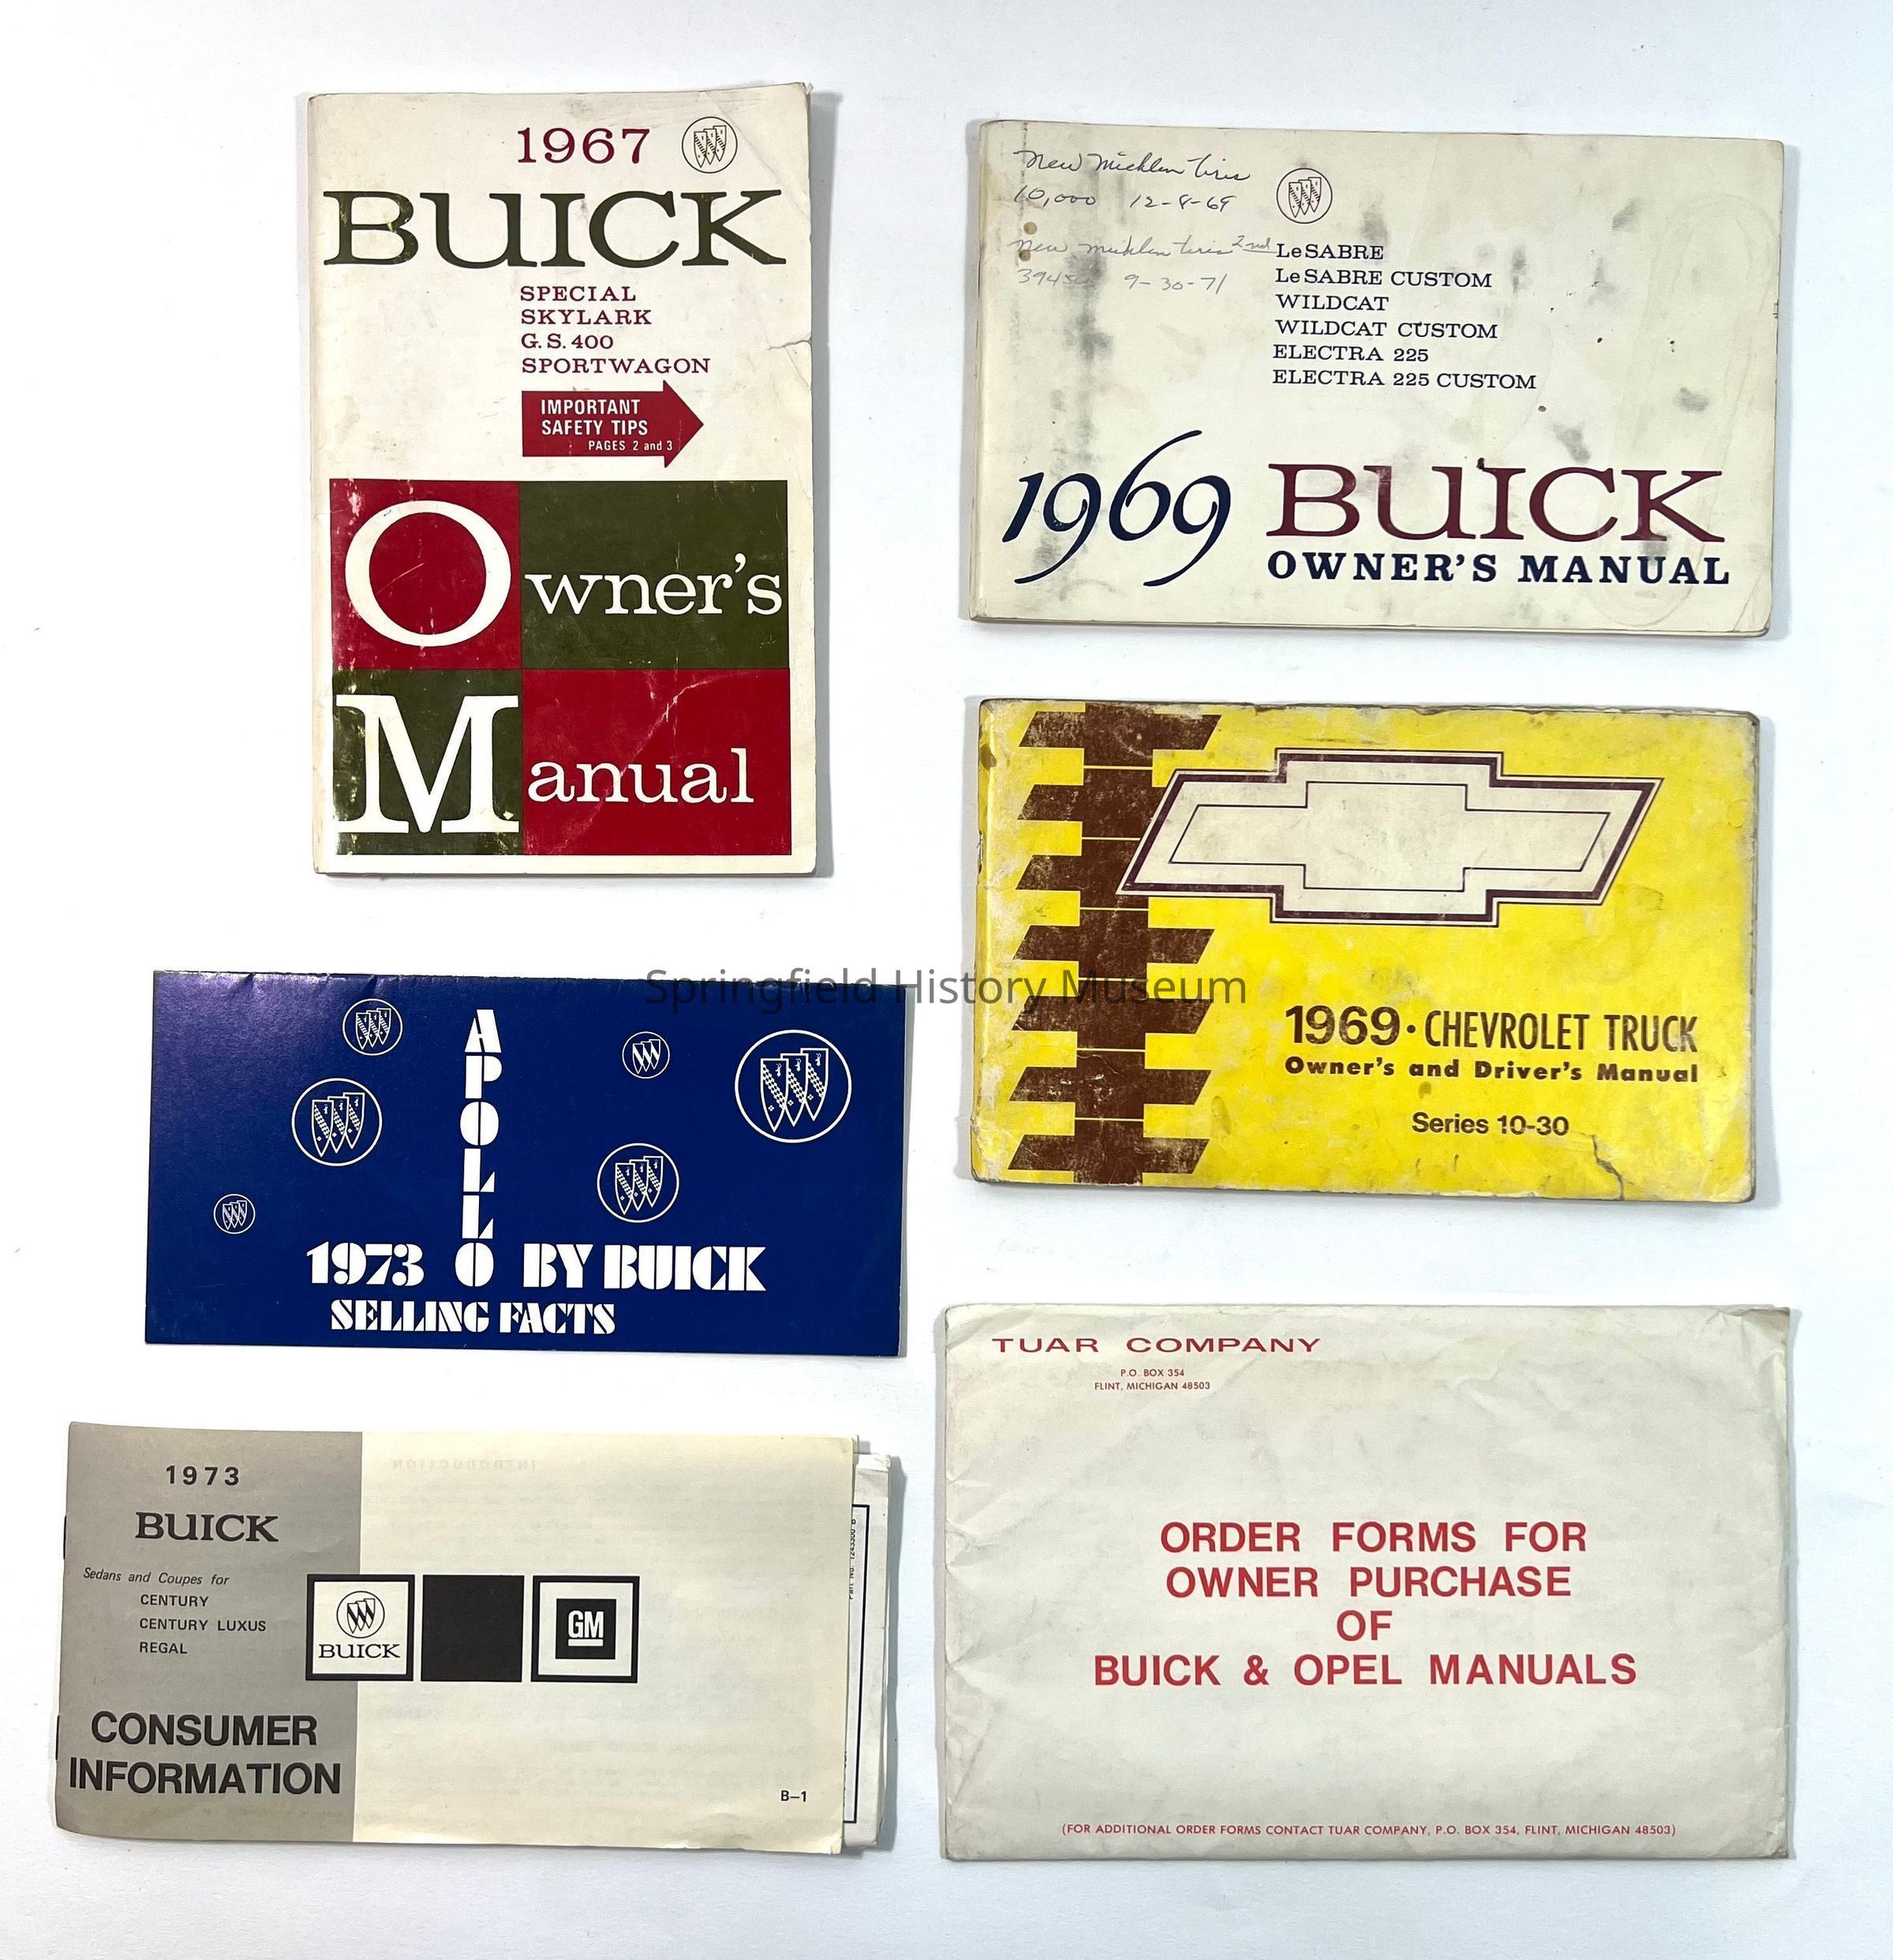 1967
BUICK
SPECIAL
SKYLARK
G.S. 400
SPORTWAGON
IMPORTANT
SAFETY TIPS
PAGES 2 and 3
Owner's
Manual
New Michlen Tires
10,000 12-8-69
New Michlen tires 2nd
9-30-71
LeSABRE
LeSABRE CUSTOM
WILDCAT
WILDCAT CUSTOM
ELECTRA 225
ELECTRA 225 CUSTOM
1969 BUICK
OWNER'S MANUAL
1969 • CHEVROLET TRUCK
Owner's and Driver's Manual
Series 10-30
Springfield History Museum
APOLLO
1973 BY BUICK
SELLING FACTS
1973
BUICK
Sedans and Coupes for
CENTURY
CENTURY LUXUS
REGAL
BUICK
GM
CONSUMER
INFORMATION
B-1
INTRODUCTION
TUAR COMPANY
P.O. BOX 354
FLINT, MICHIGAN 48503
ORDER FORMS FOR
OWNER PURCHASE
OF
BUICK & OPEL MANUALS
(FOR ADDITIONAL ORDER FORMS CONTACT TUAR COMPANY, P.O. BOX 354, FLINT, MICHIGAN 48503)